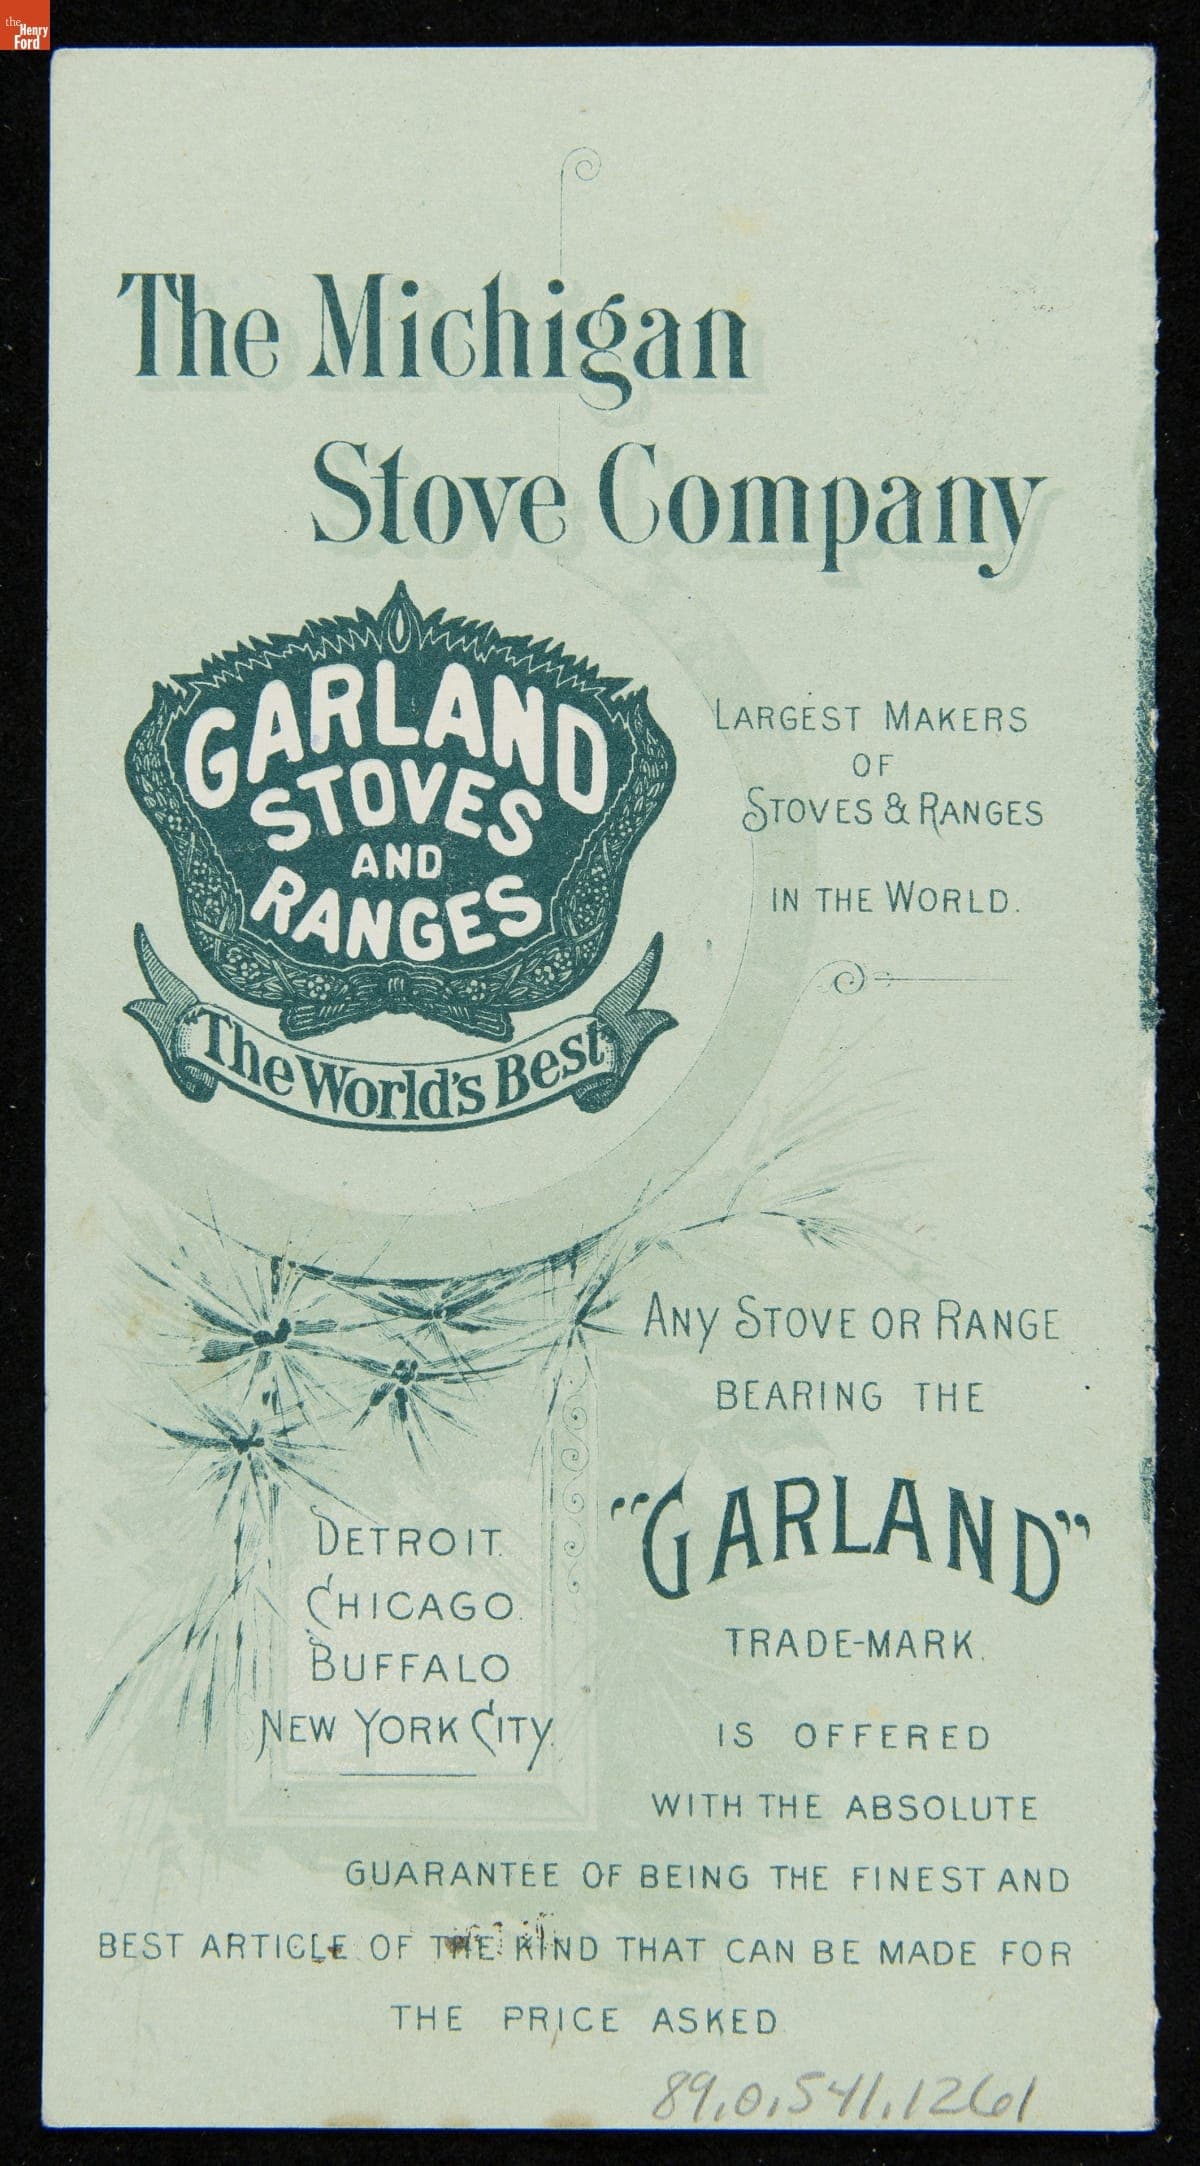 the
Henry
Ford
The Michigan
Stove Company
GARLAND
STOVES
AND
RANGES
"The World's Best"
LARGEST MAKERS
OF
STOVES & RANGES
IN THE WORLD.
ANY STOVE OR RANGE
BEARING THE
"GARLAND"
TRADE-MARK.
IS OFFERED
WITH THE ABSOLUTE
GUARANTEE OF BEING THE FINEST AND
BEST ARTICLE OF THE KIND THAT CAN BE MADE FOR
THE PRICE ASKED
DETROIT.
CHICAGO.
BUFFALO
NEW YORK CITY.
89.0.541.1261